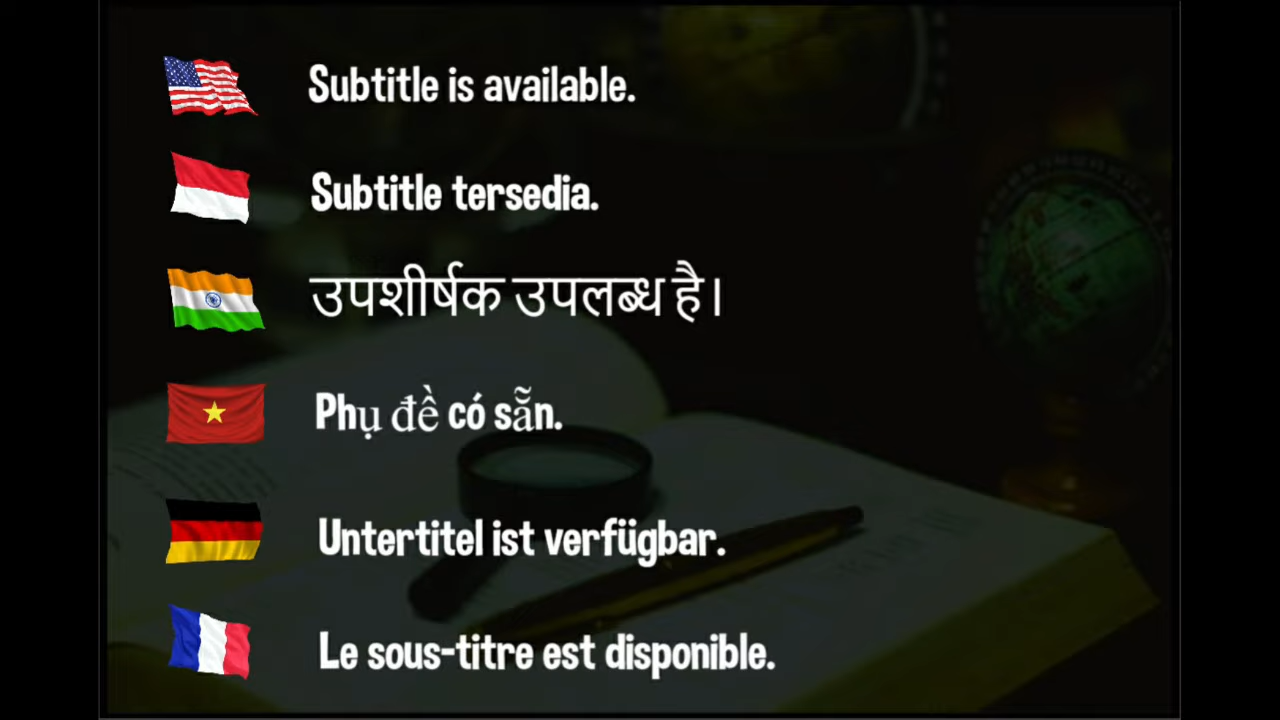 Subtitle is available.
Subtitle tersedia.
उपशीर्षक उपलब्ध है।
Phụ đề có sẵn.
Untertitel ist verfügbar.
Le sous-titre est disponible.